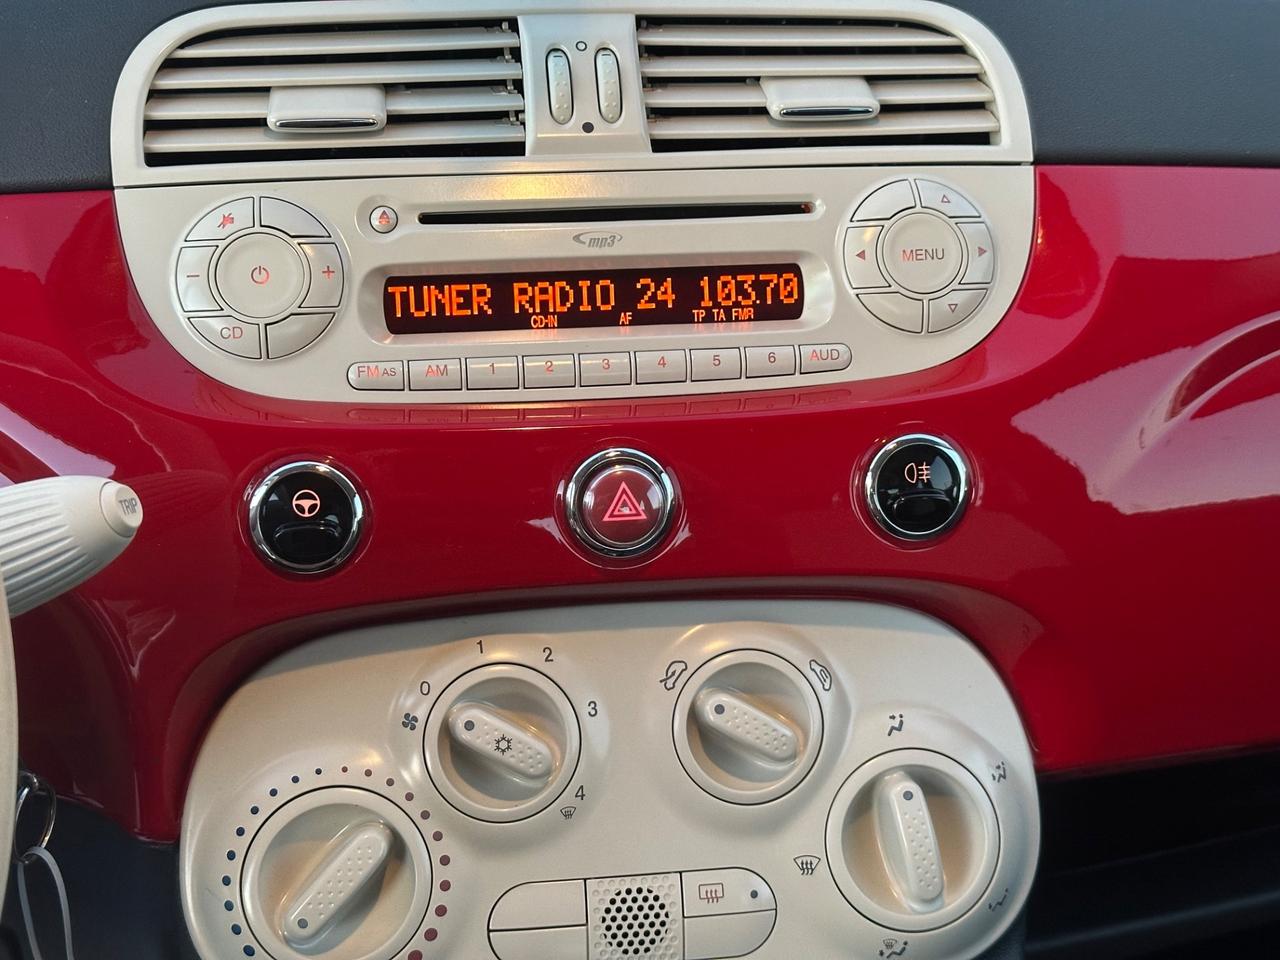 mp3
TUNER RADIO 24 103.70
CD-IN AF TP TA FMR
MENU
CD
FM AS AM 1 2 3 4 5 6 AUD
TRIP
0 1 2 3 4